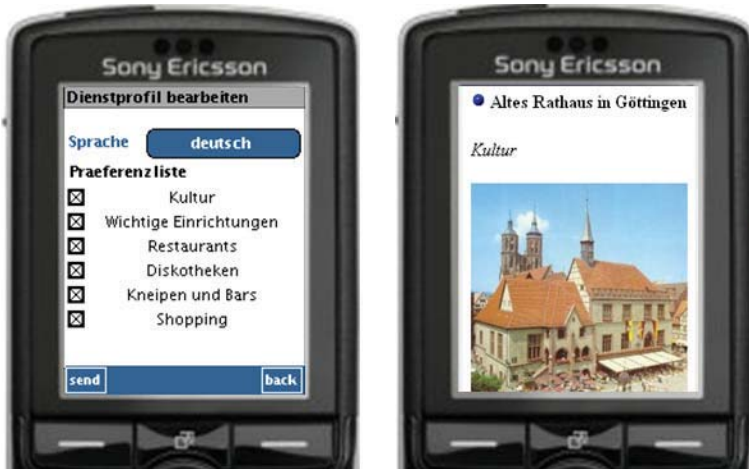 Sony Ericsson
Dienstprofil bearbeiten
Sprache deutsch
Praeferenzliste
Kultur
Wichtige Einrichtungen
Restaurants
Diskotheken
Kneipen und Bars
Shopping
send back
Sony Ericsson
Altes Rathaus in Göttingen
Kultur